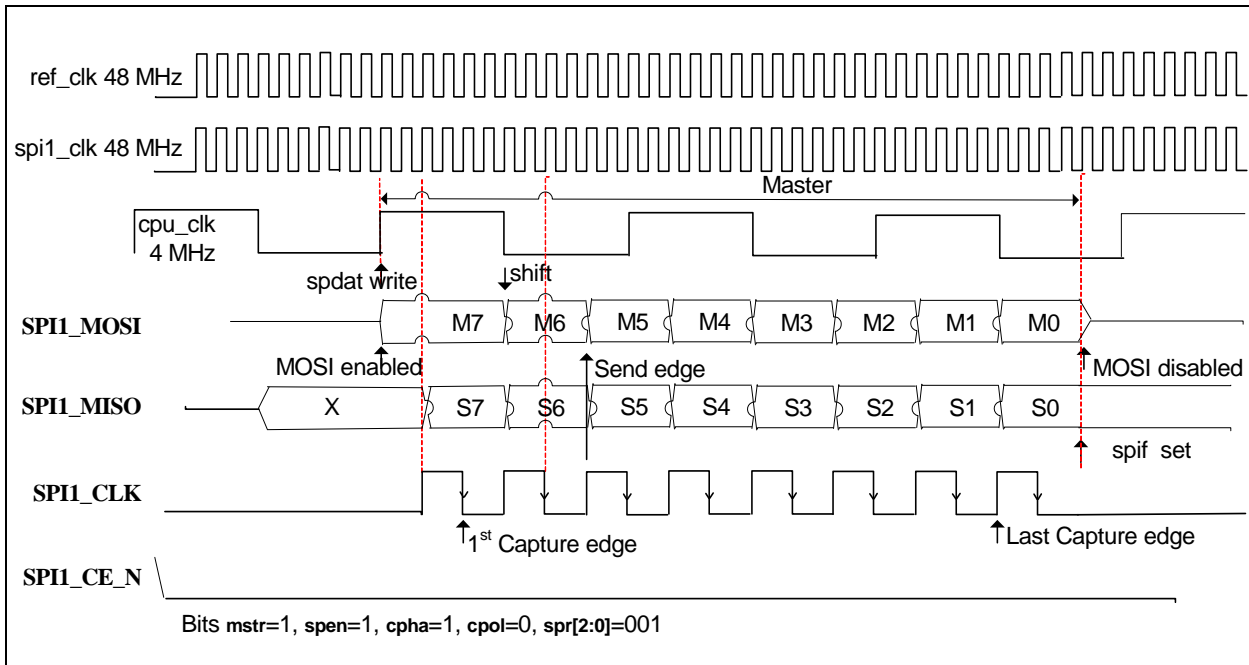 ref_clk 48 MHz
spi1_clk 48 MHz
Master
cpu_clk
4 MHz
spdat write
shift
SPI1_MOSI
M7 M6 M5 M4 M3 M2 M1 M0
MOSI enabled
Send edge
MOSI disabled
SPI1_MISO
X S7 S6 S5 S4 S3 S2 S1 S0
spif set
SPI1_CLK
1st Capture edge
Last Capture edge
SPI1_CE_N
Bits mstr=1, spen=1, cpha=1, cpol=0, spr[2:0]=001